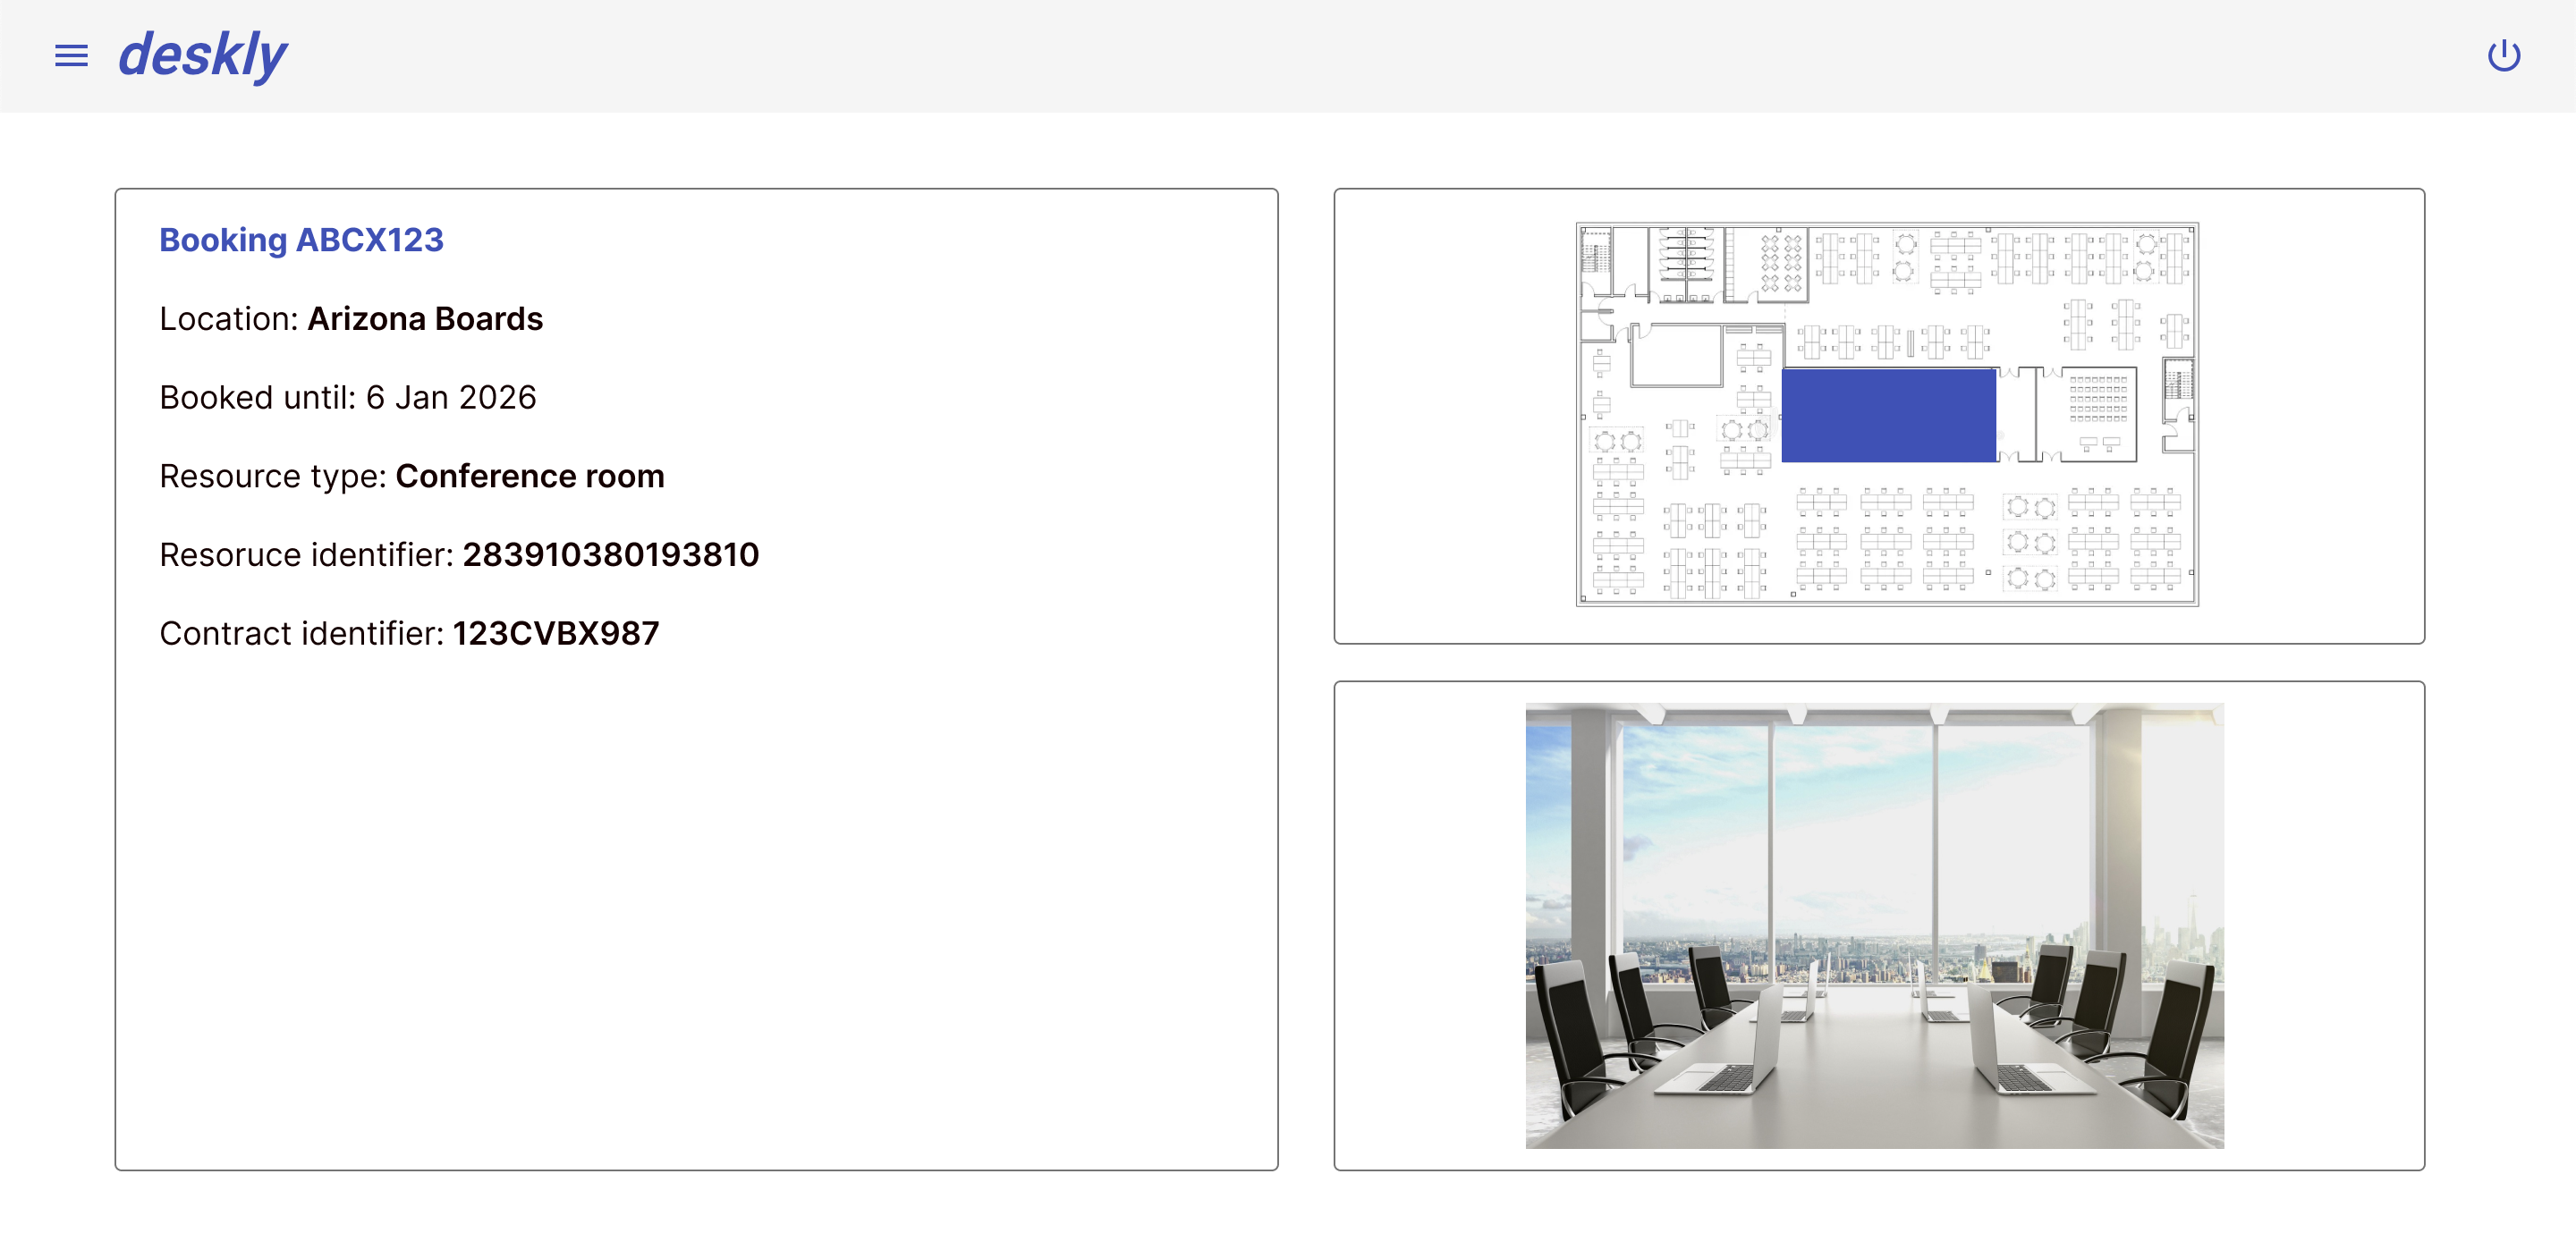 deskly
Booking ABCX123
Location: Arizona Boards
Booked until: 6 Jan 2026
Resource type: Conference room
Resoruce identifier: 283910380193810
Contract identifier: 123CVBX987